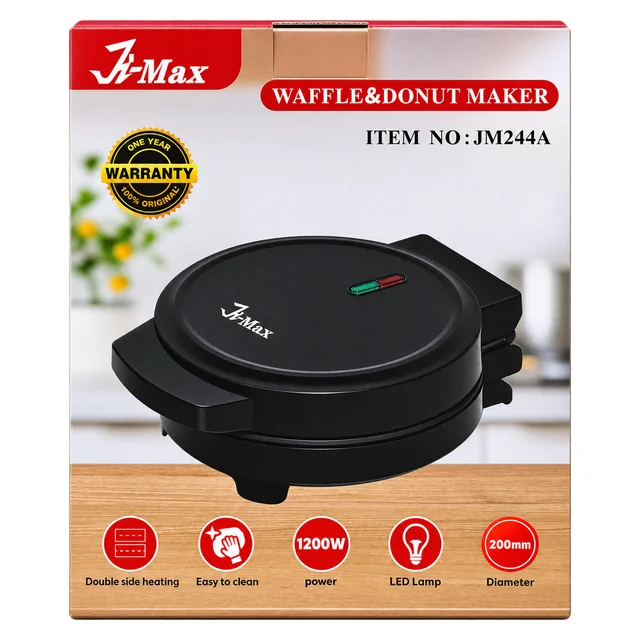 Ji-Max
WAFFLE&DONUT MAKER
ITEM NO: JM244A
ONE YEAR
WARRANTY
100% ORIGINAL
Ji-Max
1200W
200mm
Double side heating
Easy to clean
power
LED Lamp
Diameter